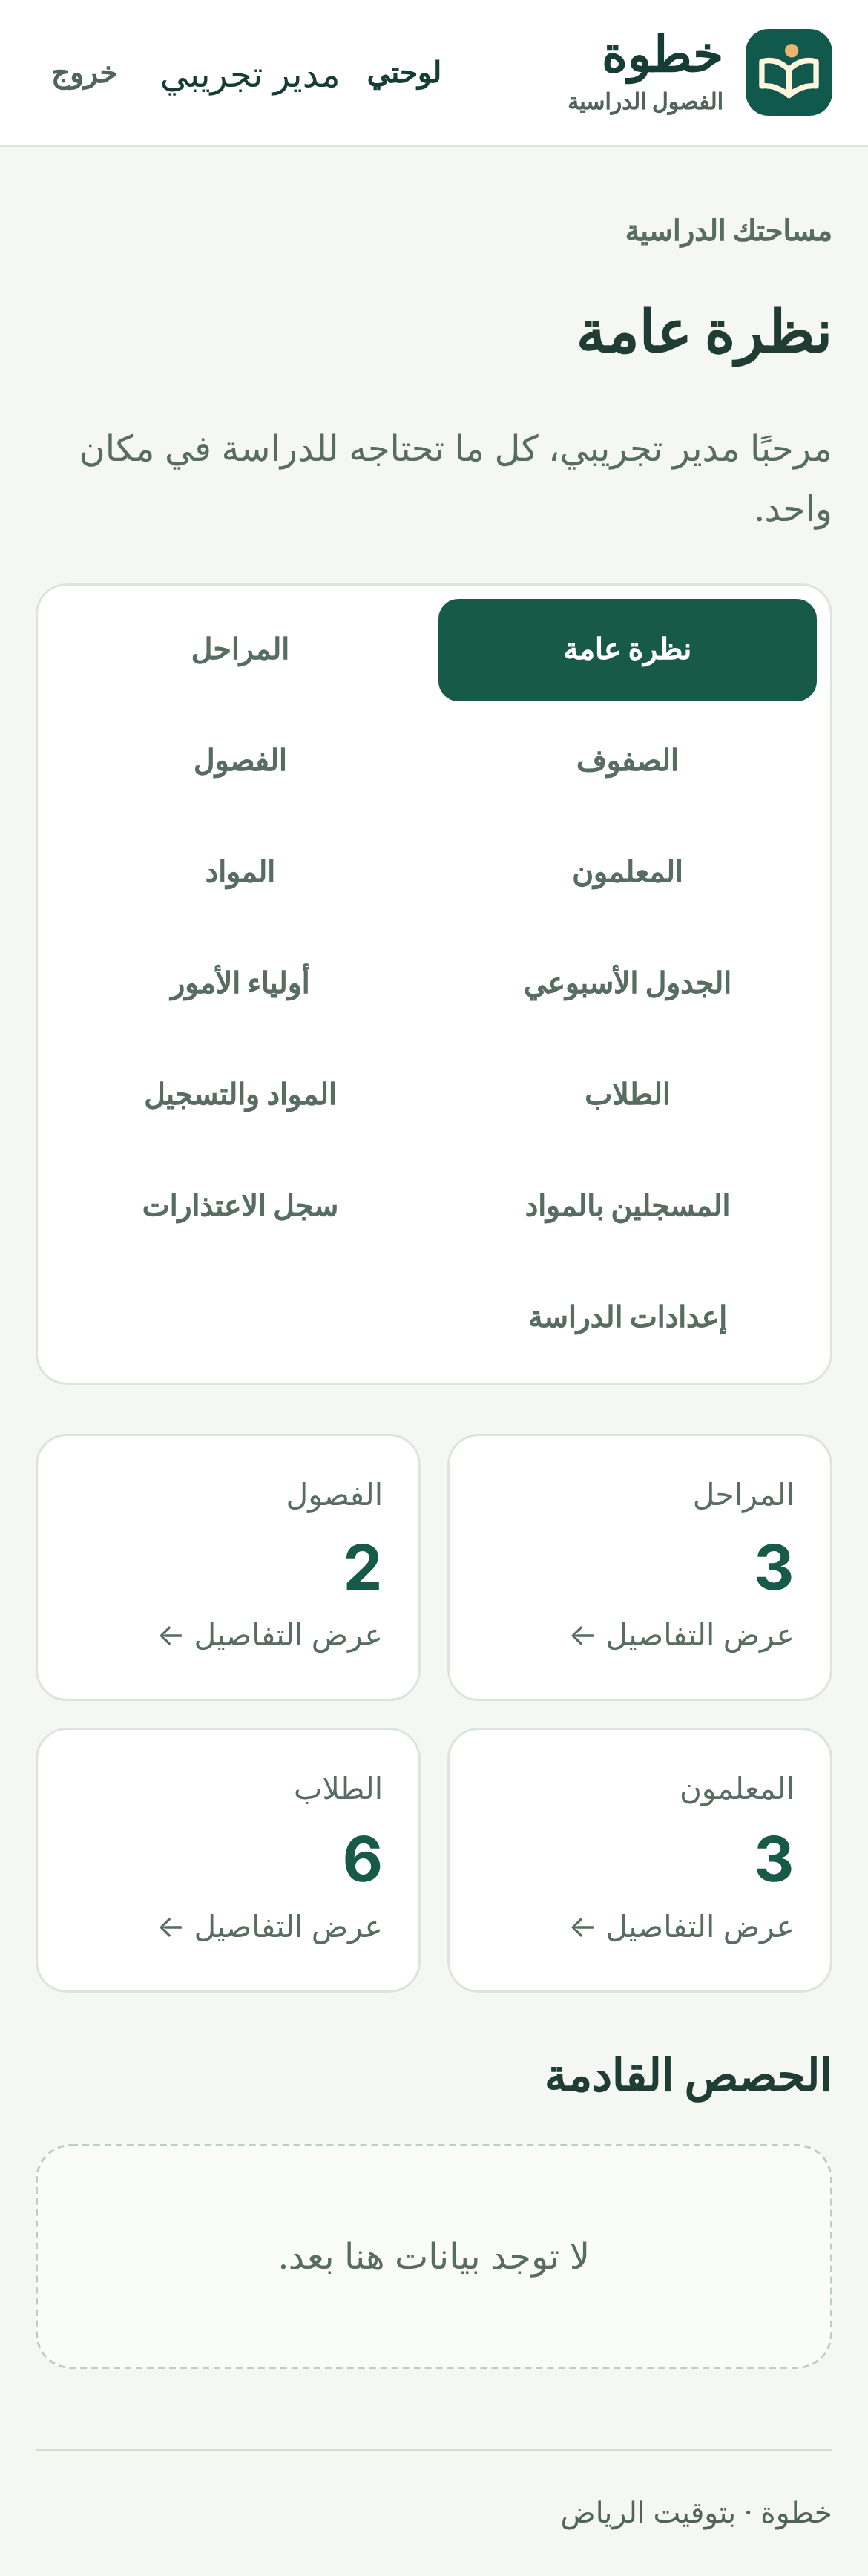 خطوة
الفصول الدراسية
لوحتي
مدير تجريبي
خروج
مساحتك الدراسية
نظرة عامة
مرحبًا مدير تجريبي، كل ما تحتاجه للدراسة في مكان
واحد.
نظرة عامة
المراحل
الصفوف
الفصول
المعلمون
المواد
الجدول الأسبوعي
أولياء الأمور
الطلاب
المواد والتسجيل
المسجلين بالمواد
سجل الاعتذارات
إعدادات الدراسة
المراحل
3
عرض التفاصيل ←
الفصول
2
عرض التفاصيل ←
المعلمون
3
عرض التفاصيل ←
الطلاب
6
عرض التفاصيل ←
الحصص القادمة
لا توجد بيانات هنا بعد.
خطوة · بتوقيت الرياض